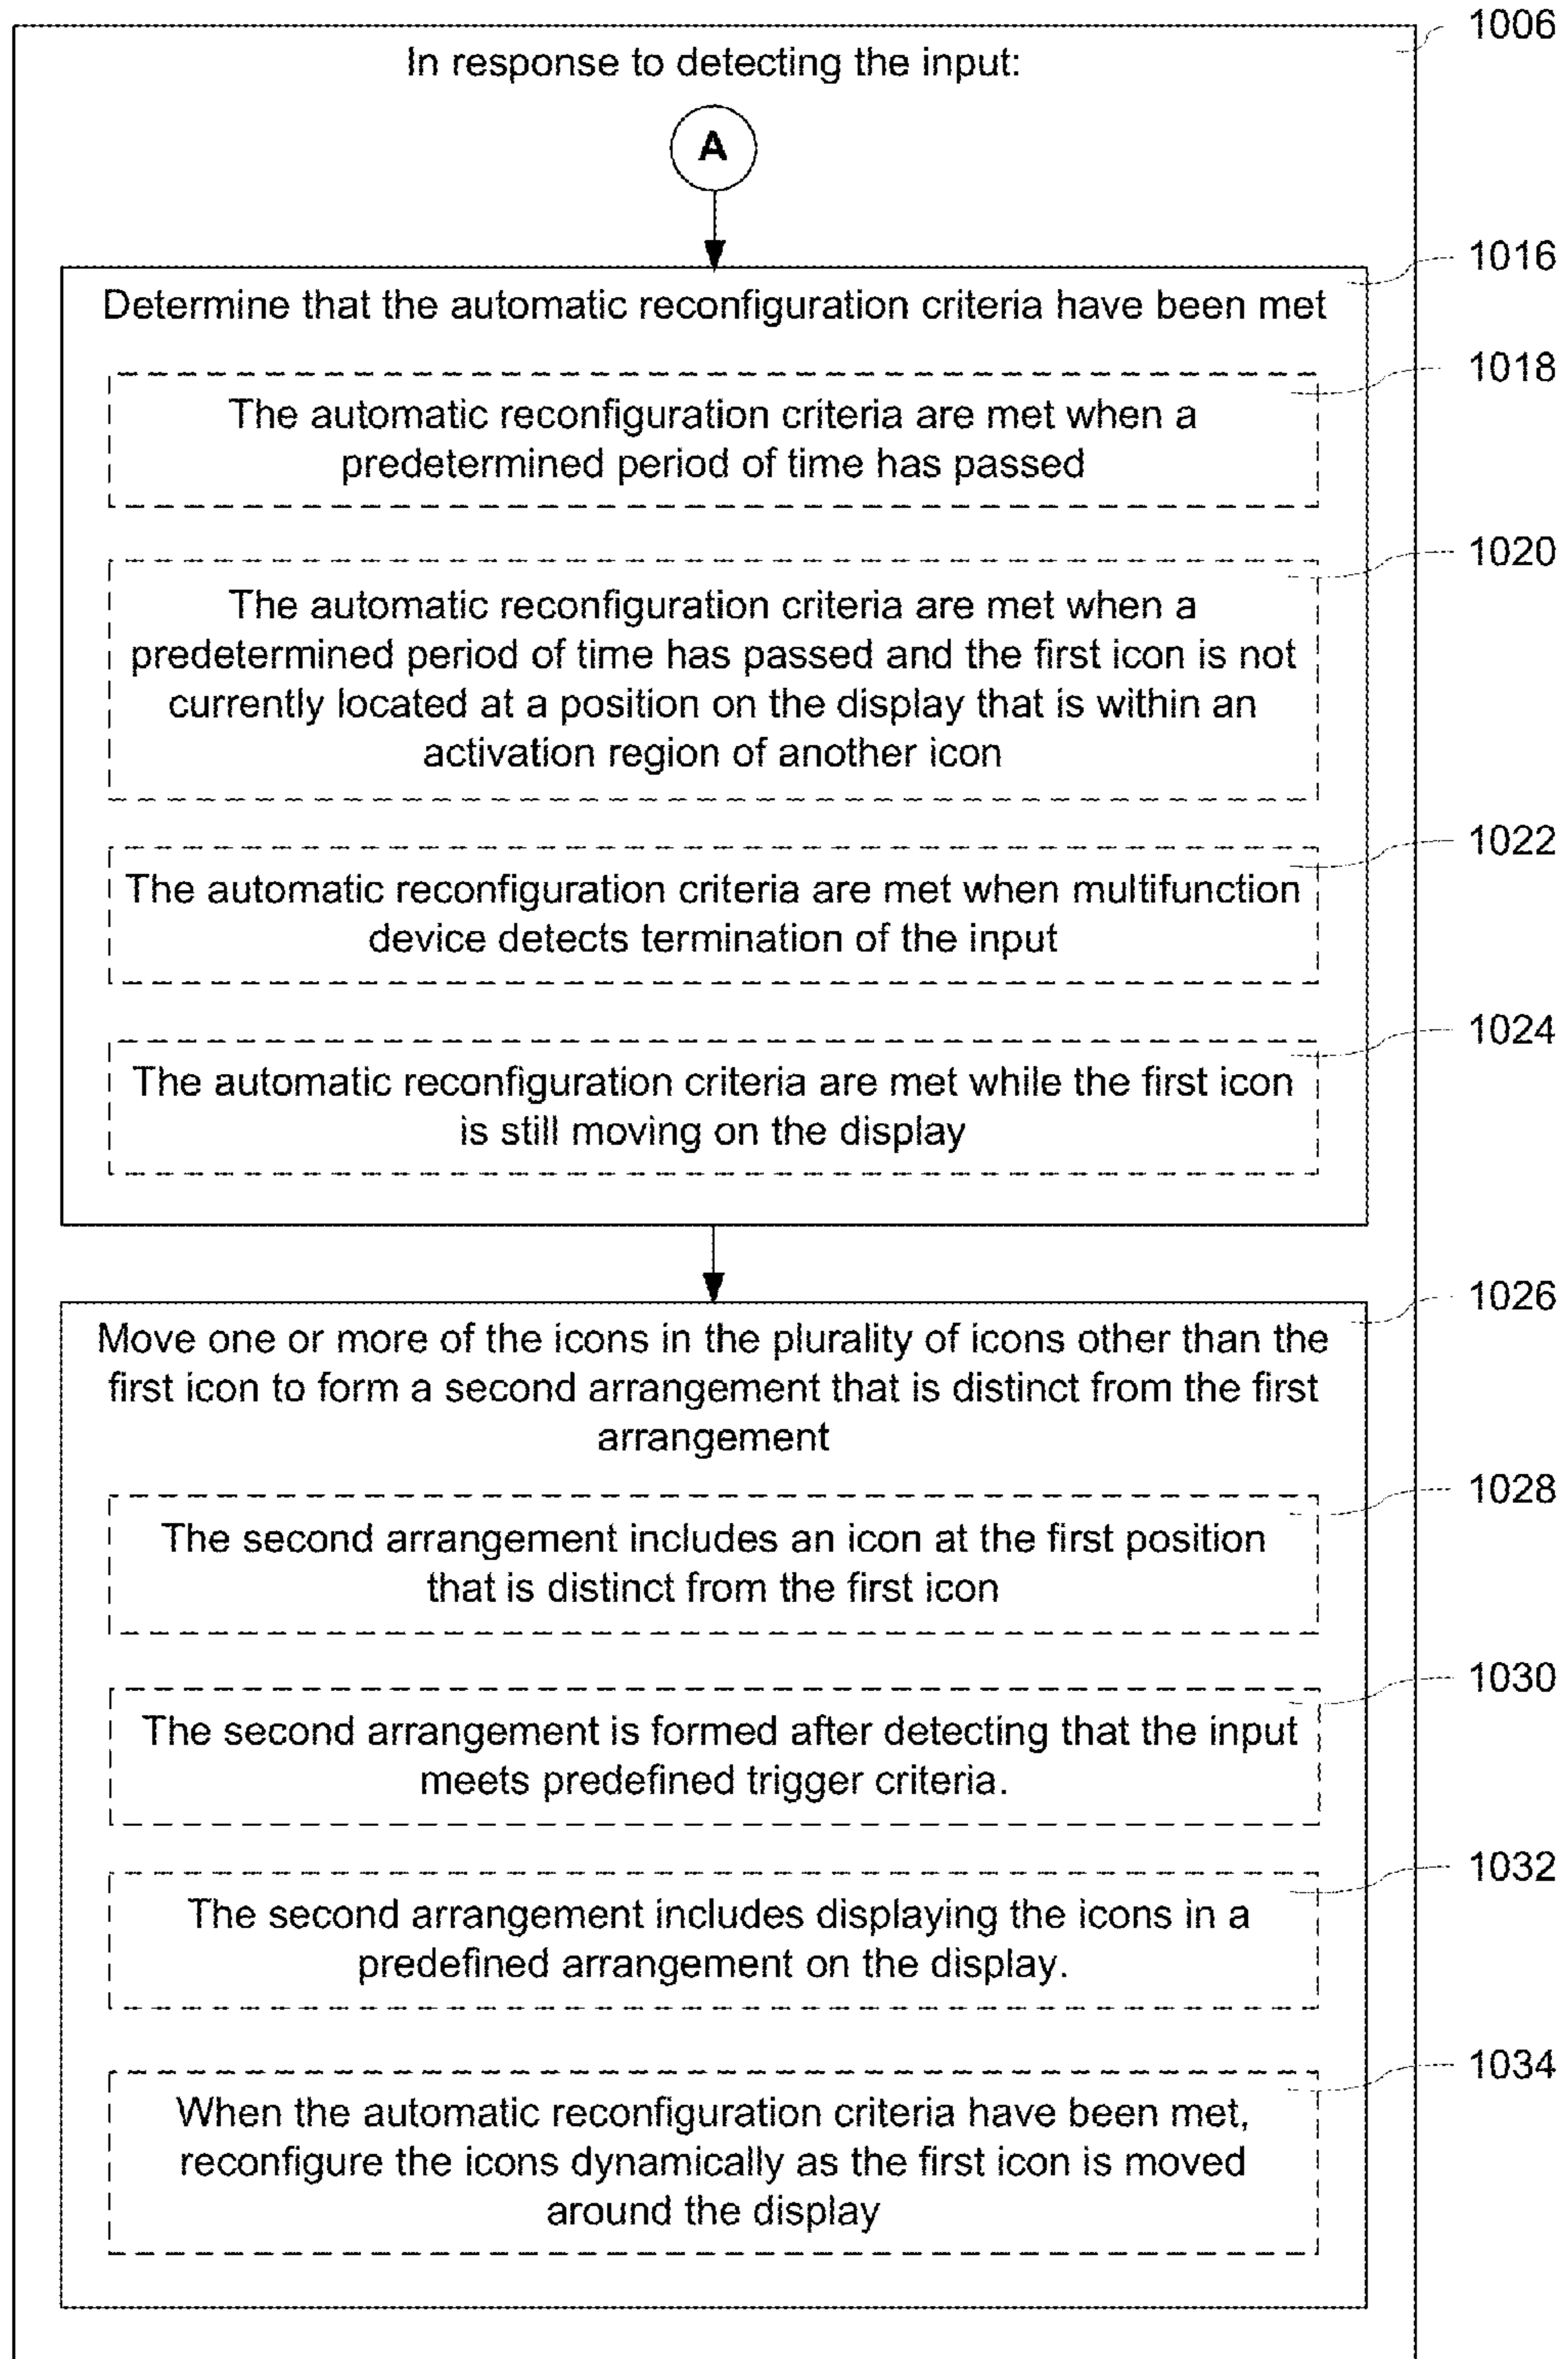 1006
In response to detecting the input:
A
1016
Determine that the automatic reconfiguration criteria have been met
1018
The automatic reconfiguration criteria are met when a
predetermined period of time has passed
1020
The automatic reconfiguration criteria are met when a
predetermined period of time has passed and the first icon is not
currently located at a position on the display that is within an
activation region of another icon
1022
The automatic reconfiguration criteria are met when multifunction
device detects termination of the input
1024
The automatic reconfiguration criteria are met while the first icon
is still moving on the display
1026
Move one or more of the icons in the plurality of icons other than the
first icon to form a second arrangement that is distinct from the first
arrangement
1028
The second arrangement includes an icon at the first position
that is distinct from the first icon
1030
The second arrangement is formed after detecting that the input
meets predefined trigger criteria.
1032
The second arrangement includes displaying the icons in a
predefined arrangement on the display.
1034
When the automatic reconfiguration criteria have been met,
reconfigure the icons dynamically as the first icon is moved
around the display